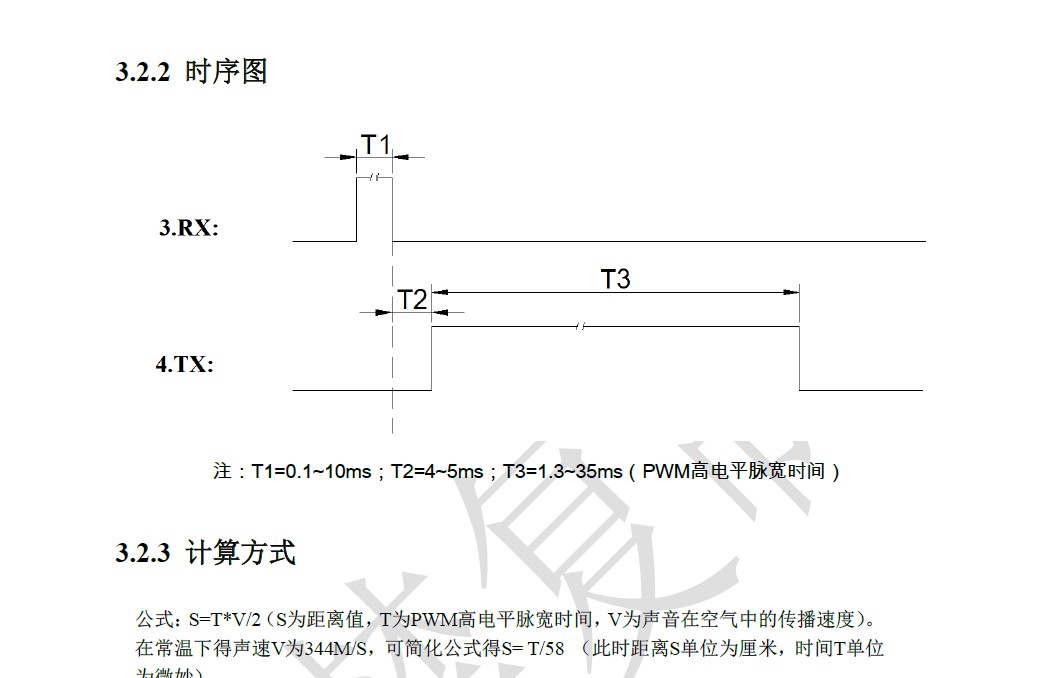 3.2.2 时序图
T1
3.RX:
T3
T2
4.TX:
注：T1=0.1~10ms；T2=4~5ms；T3=1.3~35ms（PWM高电平脉宽时间）
3.2.3 计算方式
公式：S=T*V/2（S为距离值，T为PWM高电平脉宽时间，V为声音在空气中的传播速度）。
在常温下得声速V为344M/S，可简化公式得S= T/58 （此时距离S单位为厘米，时间T单位
为微妙）